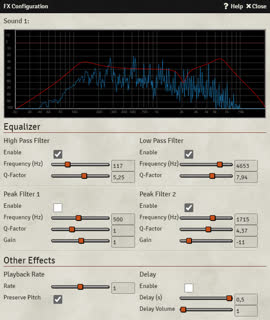 FX Configuration ? Help ✕ Close
Sound 1:
Equalizer
High Pass Filter Low Pass Filter
Enable Enable
Frequency (Hz) 117 Frequency (Hz) 4653
Q-Factor 5,25 Q-Factor 7,94
Peak Filter 1 Peak Filter 2
Enable Enable
Frequency (Hz) 500 Frequency (Hz) 1715
Q-Factor 1 Q-Factor 4,37
Gain 1 Gain -11
Other Effects
Playback Rate Delay
Rate 1 Enable
Preserve Pitch Delay (s) 0,5
Delay Volume 1